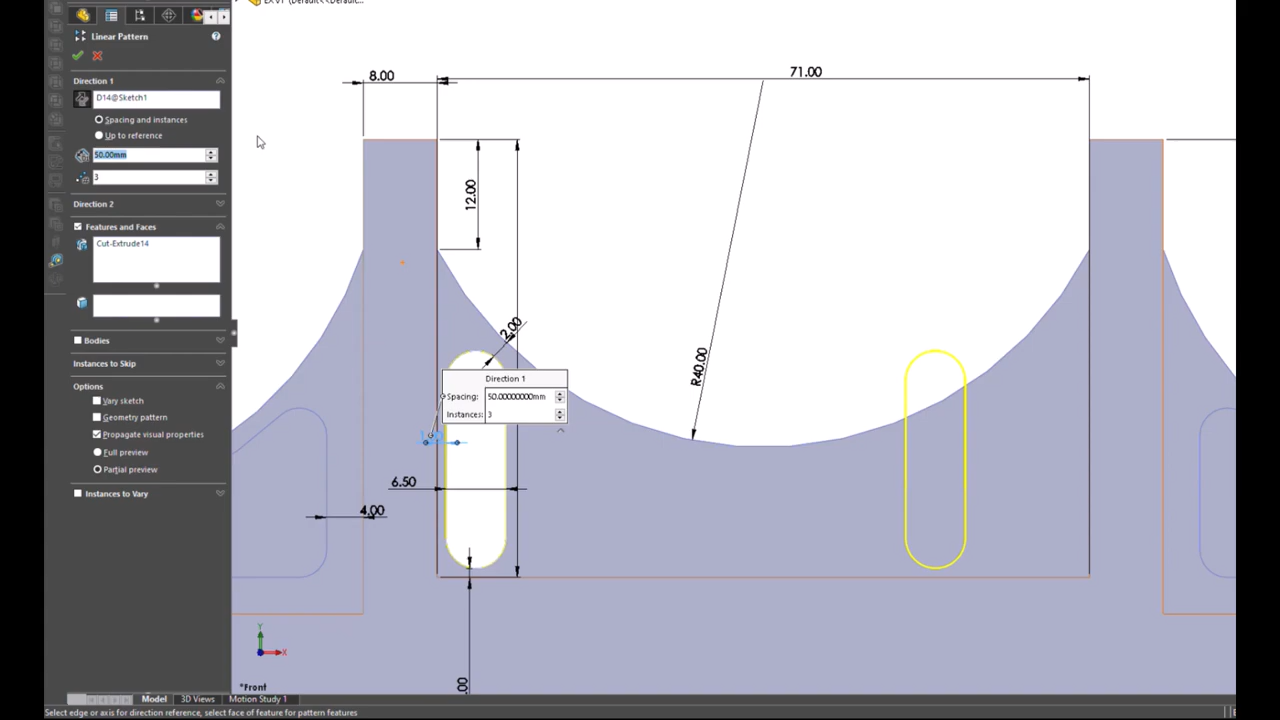 EX V1 (Default<<Default...
Linear Pattern
Direction 1
D14@Sketch1
Spacing and instances
Up to reference
50.00mm
3
Direction 2
Features and Faces
Cut-Extrude14
Bodies
Instances to Skip
Options
Vary sketch
Geometry pattern
Propagate visual properties
Full preview
Partial preview
Instances to Vary
8.00
71.00
12.00
2.00
R40.00
Direction 1
Spacing: 50.00000000mm
Instances: 3
6.50
4.00
.00
Y
X
*Front
Model
3D Views
Motion Study 1
Select edge or axis for direction reference, select face of feature for pattern features